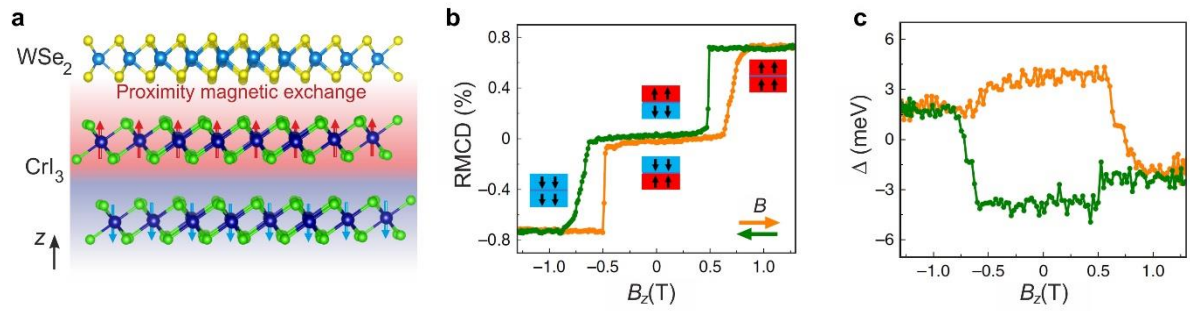 a
WSe₂
Proximity magnetic exchange
CrI₃
z
b
RMCD (%)
0.8
0.4
0
−0.4
−0.8
B
−1.0 −0.5 0 0.5 1.0
B_z(T)
c
Δ (meV)
6
3
0
−3
−6
−1.0 −0.5 0 0.5 1.0
B_z(T)